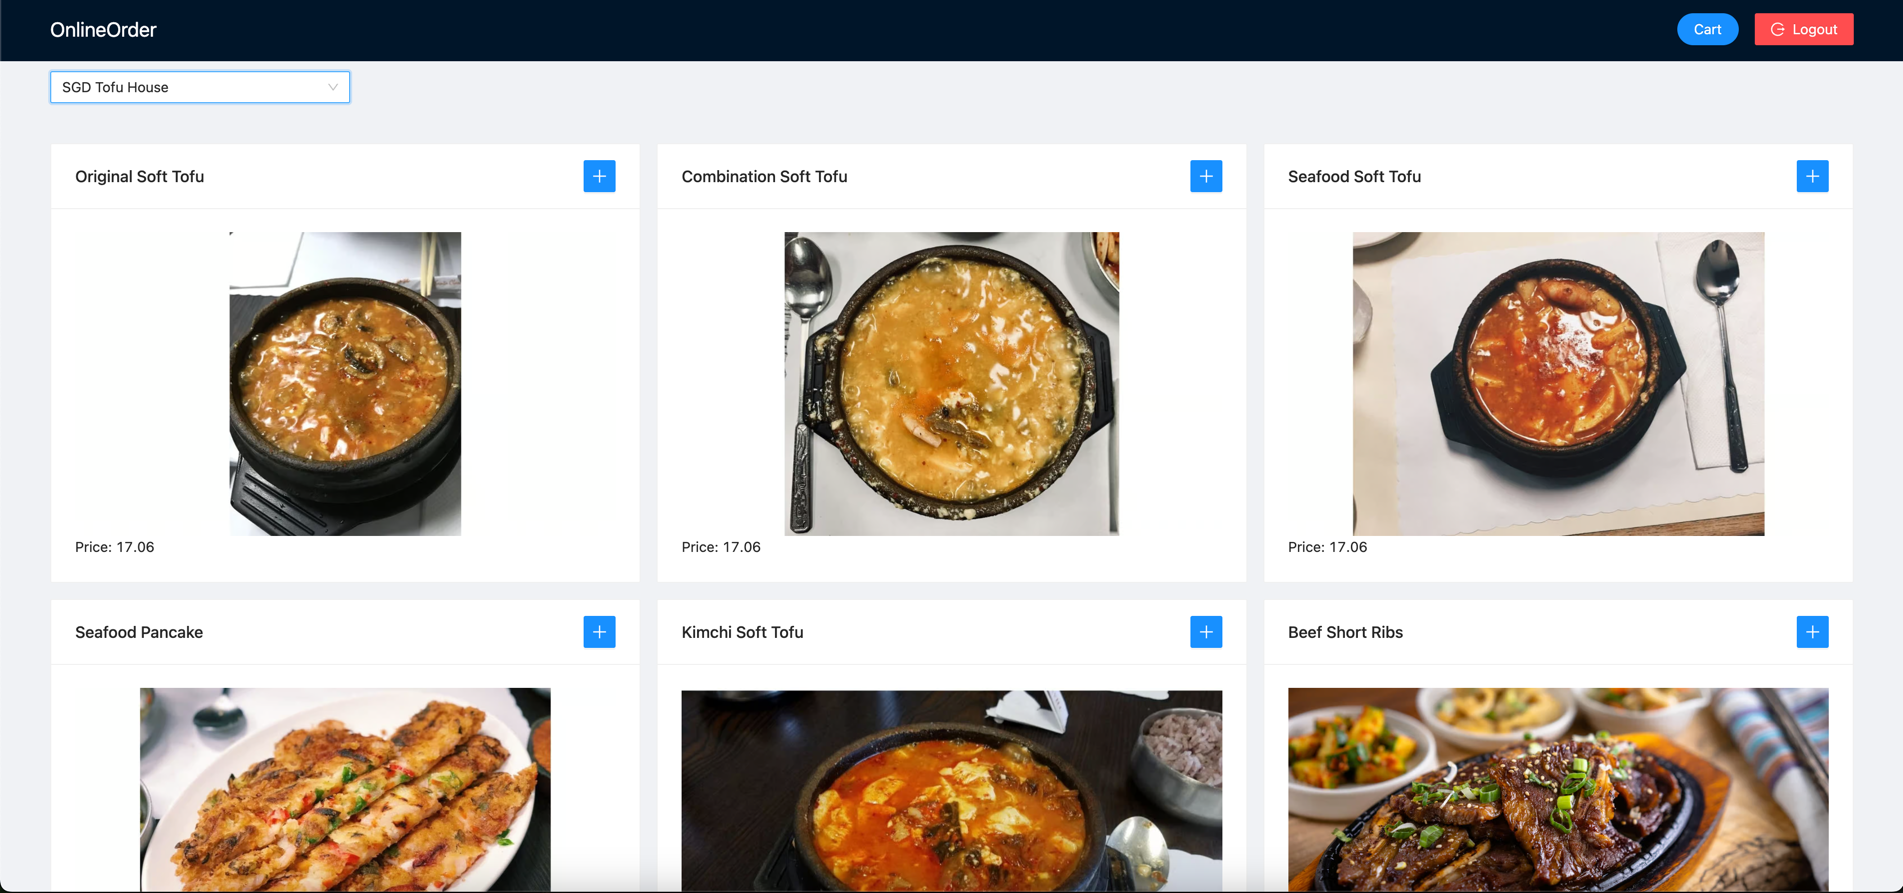 OnlineOrder
Cart
Logout
SGD Tofu House
Original Soft Tofu
Combination Soft Tofu
Seafood Soft Tofu
Price: 17.06
Price: 17.06
Price: 17.06
Seafood Pancake
Kimchi Soft Tofu
Beef Short Ribs